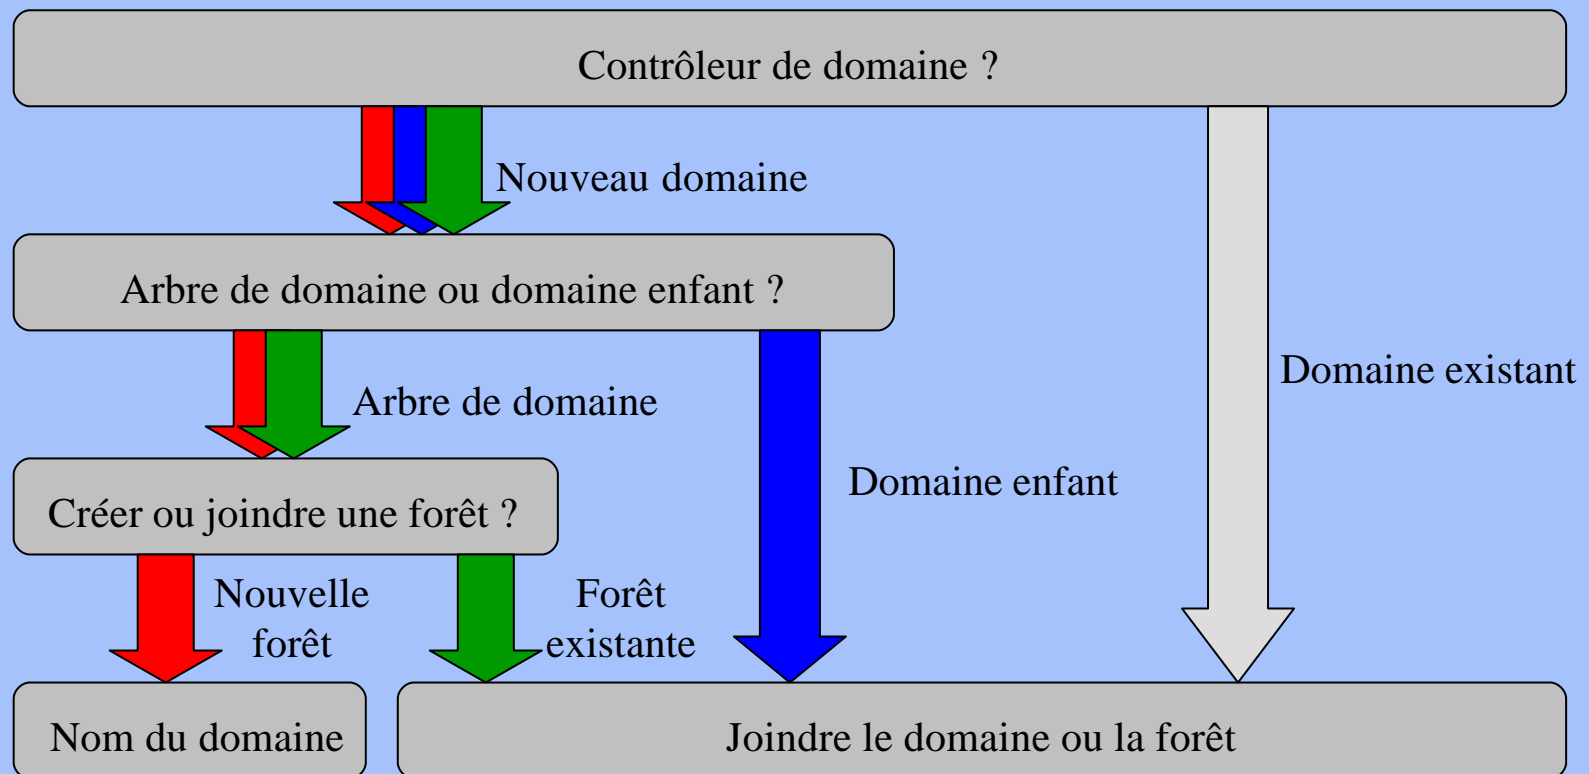 Contrôleur de domaine ?
Nouveau domaine
Arbre de domaine ou domaine enfant ?
Domaine existant
Arbre de domaine
Domaine enfant
Créer ou joindre une forêt ?
Nouvelle
forêt
Forêt
existante
Nom du domaine
Joindre le domaine ou la forêt